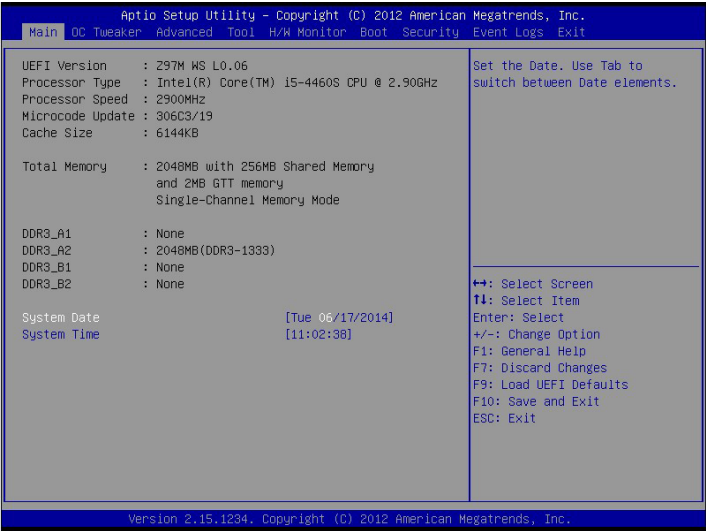 Aptio Setup Utility – Copyright (C) 2012 American Megatrends, Inc.
Main OC Tweaker Advanced Tool H/W Monitor Boot Security Event Logs Exit
UEFI Version : Z97M WS L0.06
Processor Type : Intel(R) Core(TM) i5-4460S CPU @ 2.90GHz
Processor Speed : 2900MHz
Microcode Update : 306C3/19
Cache Size : 6144KB
Total Memory : 2048MB with 256MB Shared Memory
and 2MB GTT memory
Single-Channel Memory Mode
DDR3_A1 : None
DDR3_A2 : 2048MB(DDR3-1333)
DDR3_B1 : None
DDR3_B2 : None
System Date [Tue 06/17/2014]
System Time [11:02:38]
Set the Date. Use Tab to
switch between Date elements.
↔: Select Screen
↑↓: Select Item
Enter: Select
+/-: Change Option
F1: General Help
F7: Discard Changes
F9: Load UEFI Defaults
F10: Save and Exit
ESC: Exit
Version 2.15.1234. Copyright (C) 2012 American Megatrends, Inc.